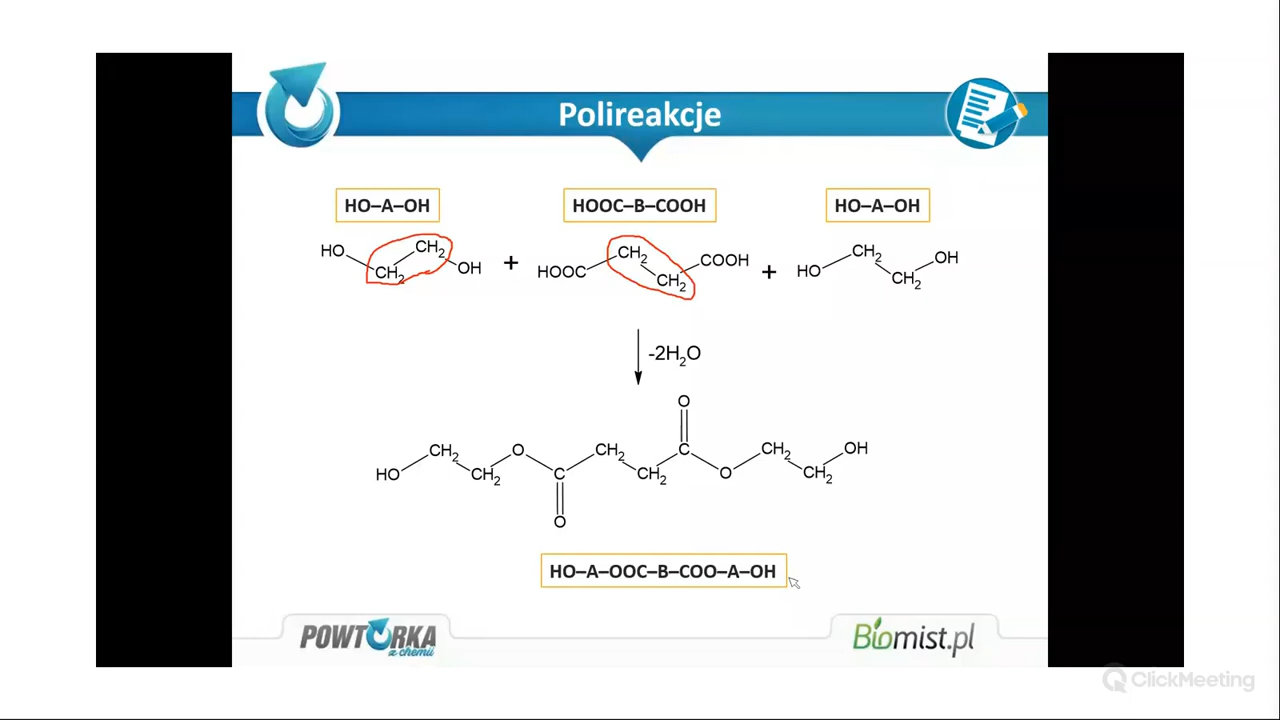 Polireakcje
HO–A–OH
HOOC–B–COOH
HO–A–OH
HO
CH2
CH2
OH
+
HOOC
CH2
CH2
COOH
+
HO
CH2
CH2
OH
-2H2O
HO
CH2
CH2
O
O
CH2
CH2
C
O
C
O
CH2
CH2
OH
HO–A–OOC–B–COO–A–OH
POWTÓRKA
z chemii
Biomist.pl
ClickMeeting